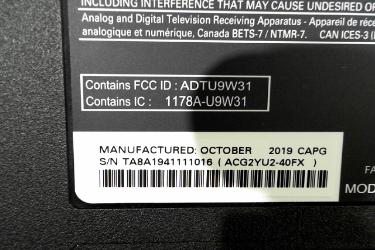 INCLUDING INTERFERENCE THAT MAY CAUSE UNDESIRED
Analog and Digital Television Receiving Apparatus - Appareil de
analogique et numérique, Canada BETS-7 / NTMR-7. CAN ICES-3
Contains FCC ID : ADTU9W31
Contains IC : 1178A-U9W31
MANUFACTURED: OCTOBER 2019 CAPG
S/N TA8A1941111016 ( ACG2YU2-40FX )
FA
MOD